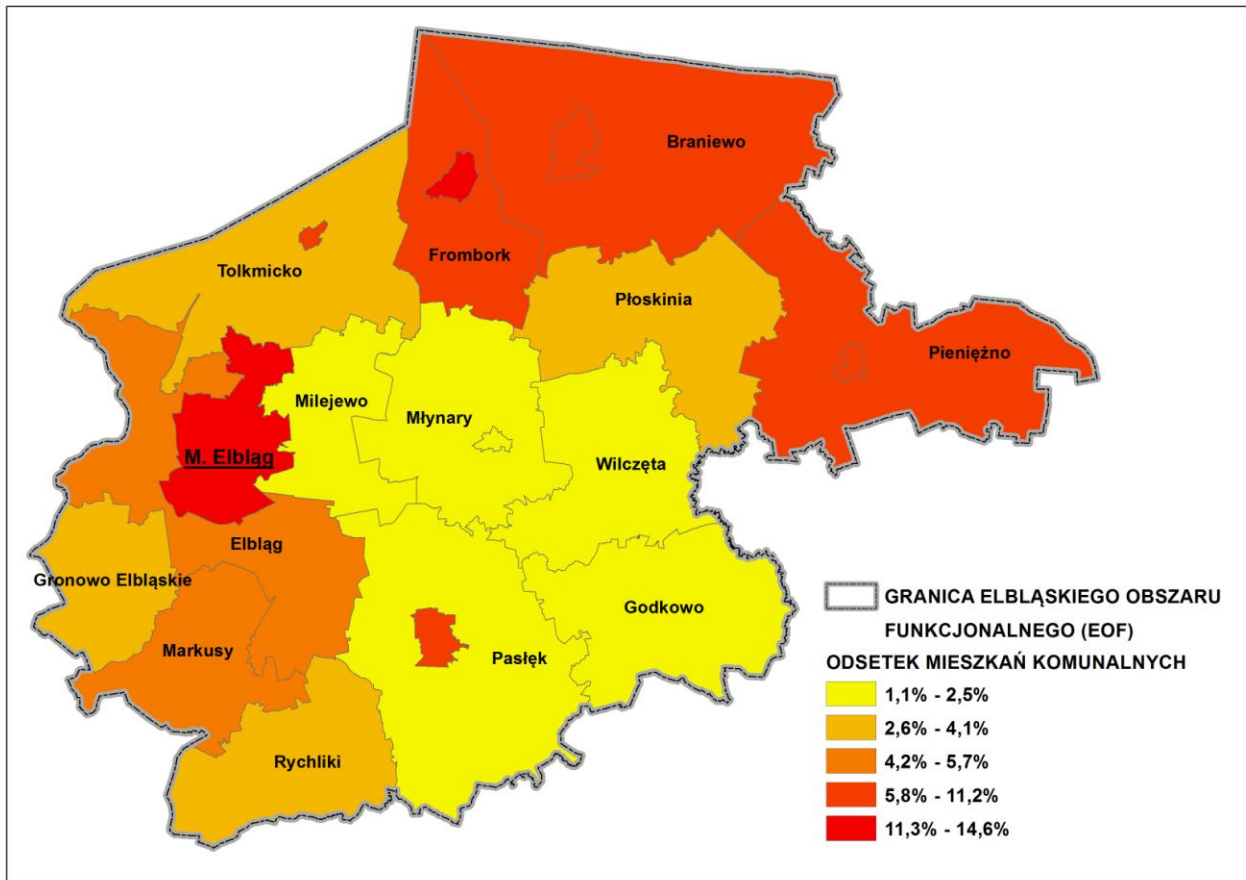 Braniewo
Frombork
Tolkmicko
Płoskinia
Pieniężno
Milejewo
Młynary
M. Elbląg
Wilczęta
Elbląg
Gronowo Elbląskie
Godkowo
Markusy
Pasłęk
Rychliki
GRANICA ELBLĄSKIEGO OBSZARU
FUNKCJONALNEGO (EOF)
ODSETEK MIESZKAŃ KOMUNALNYCH
1,1% - 2,5%
2,6% - 4,1%
4,2% - 5,7%
5,8% - 11,2%
11,3% - 14,6%